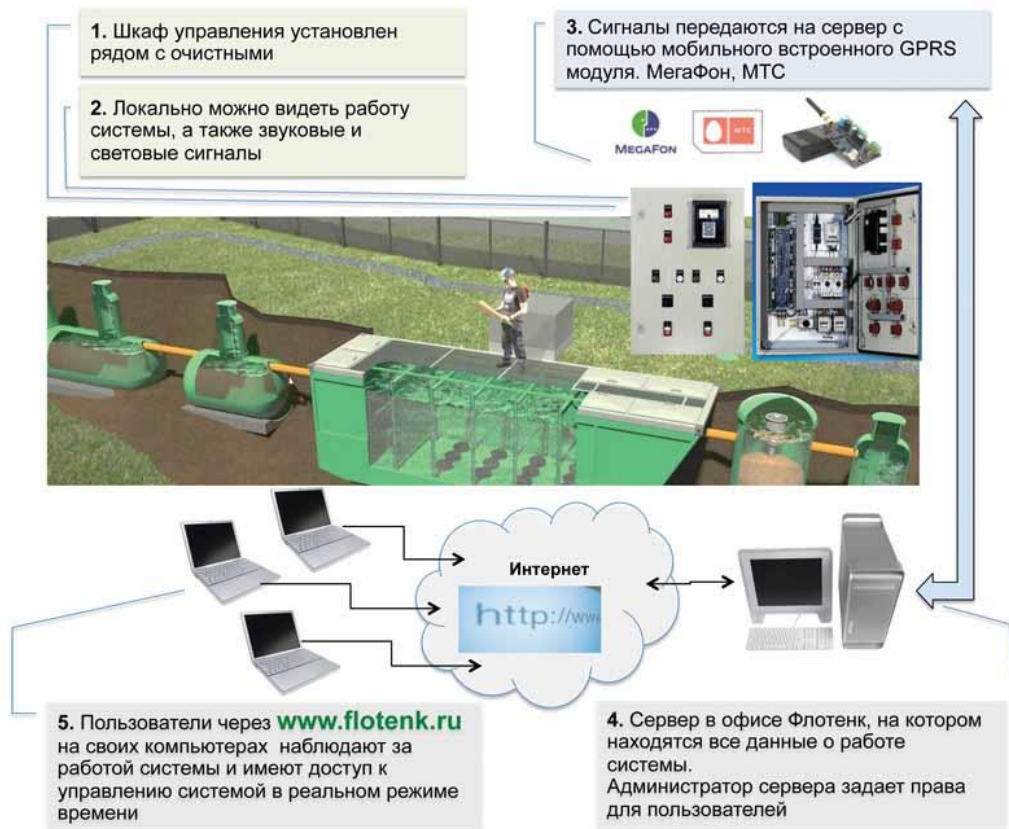 1. Шкаф управления установлен
рядом с очистными
2. Локально можно видеть работу
системы, а также звуковые и
световые сигналы
3. Сигналы передаются на сервер с
помощью мобильного встроенного GPRS
модуля. МегаФон, МТС
MEGAFON
МТС
Интернет
http://ww
5. Пользователи через www.flotenk.ru
на своих компьютерах наблюдают за
работой системы и имеют доступ к
управлению системой в реальном режиме
времени
4. Сервер в офисе Флотенк, на котором
находятся все данные о работе
системы.
Администратор сервера задает права
для пользователей